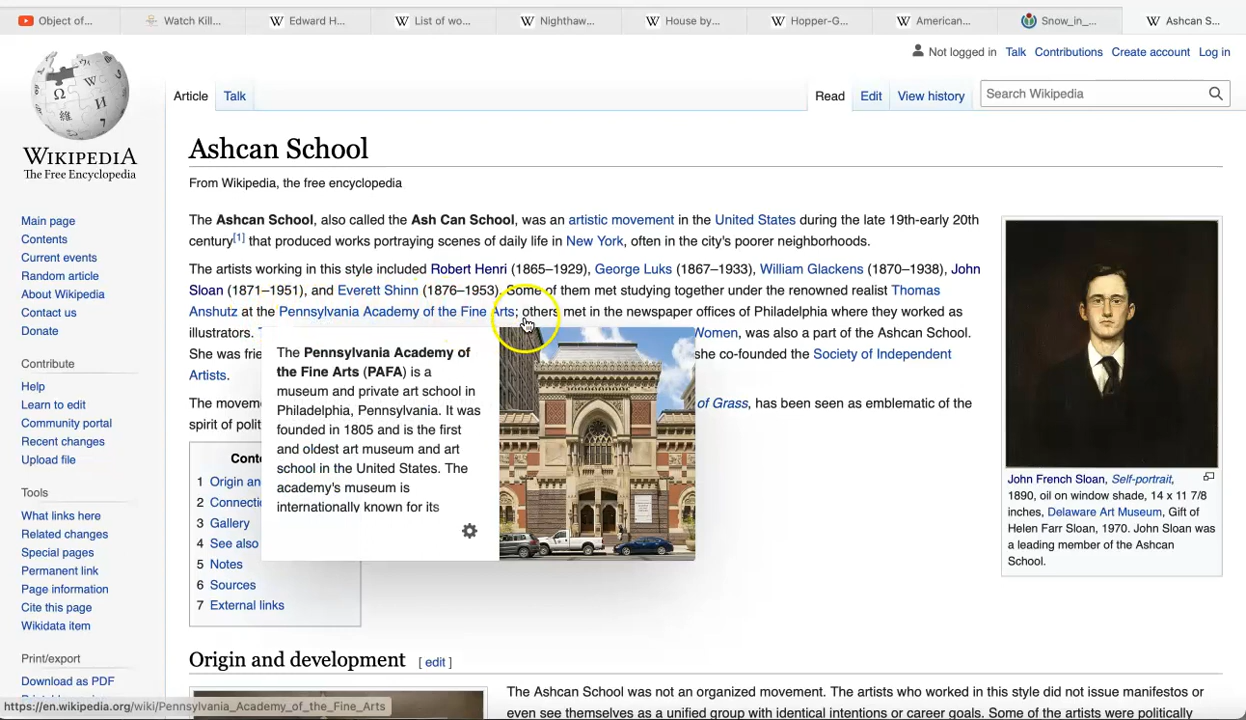 Object of...
Watch Kill...
Edward H...
List of wo...
Nighthaw...
House by...
Hopper-G...
American...
Snow_in_...
Ashcan S...
Not logged in Talk Contributions Create account Log in
Article Talk
Read Edit View history
Search Wikipedia
WIKIPEDIA
The Free Encyclopedia
Main page
Contents
Current events
Random article
About Wikipedia
Contact us
Donate
Contribute
Help
Learn to edit
Community portal
Recent changes
Upload file
Tools
What links here
Related changes
Special pages
Permanent link
Page information
Cite this page
Wikidata item
Print/export
Download as PDF
Ashcan School
From Wikipedia, the free encyclopedia
The Ashcan School, also called the Ash Can School, was an artistic movement in the United States during the late 19th-early 20th
century[1] that produced works portraying scenes of daily life in New York, often in the city's poorer neighborhoods.
The artists working in this style included Robert Henri (1865–1929), George Luks (1867–1933), William Glackens (1870–1938), John
Sloan (1871–1951), and Everett Shinn (1876–1953). Some of them met studying together under the renowned realist Thomas
Anshutz at the Pennsylvania Academy of the Fine Arts; others met in the newspaper offices of Philadelphia where they worked as
illustrators. Women, was also a part of the Ashcan School.
She was frie she co-founded the Society of Independent
Artists.
The movem of Grass, has been seen as emblematic of the
spirit of polit
The Pennsylvania Academy of
the Fine Arts (PAFA) is a
museum and private art school in
Philadelphia, Pennsylvania. It was
founded in 1805 and is the first
and oldest art museum and art
school in the United States. The
academy's museum is
internationally known for its
Conte
1 Origin an
2 Connecti
3 Gallery
4 See also
5 Notes
6 Sources
7 External links
John French Sloan, Self-portrait,
1890, oil on window shade, 14 x 11 7/8
inches, Delaware Art Museum, Gift of
Helen Farr Sloan, 1970. John Sloan was
a leading member of the Ashcan
School.
Origin and development [ edit ]
The Ashcan School was not an organized movement. The artists who worked in this style did not issue manifestos or
even see themselves as a unified group with identical intentions or career goals. Some of the artists were politically
https://en.wikipedia.org/wiki/Pennsylvania_Academy_of_the_Fine_Arts